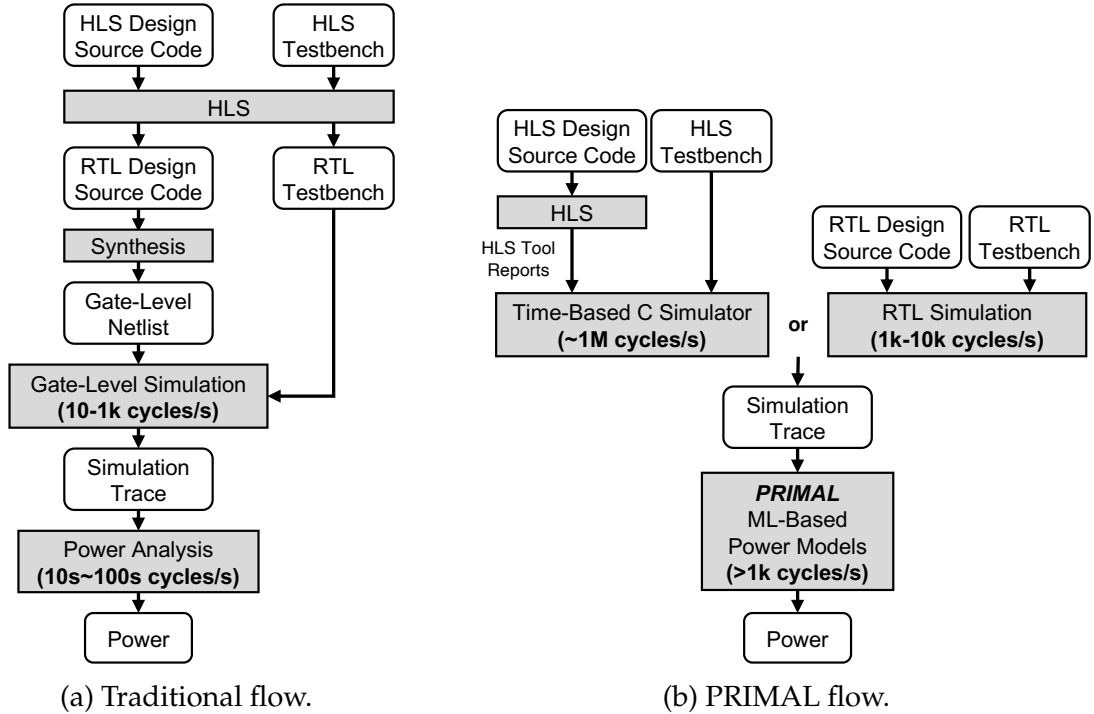 HLS Design
Source Code
HLS
Testbench
HLS
RTL Design
Source Code
RTL
Testbench
Synthesis
Gate-Level
Netlist
Gate-Level Simulation
(10-1k cycles/s)
Simulation
Trace
Power Analysis
(10s~100s cycles/s)
Power
(a) Traditional flow.
HLS Design
Source Code
HLS
Testbench
HLS
HLS Tool
Reports
RTL Design
Source Code
RTL
Testbench
Time-Based C Simulator
(~1M cycles/s)
or
RTL Simulation
(1k-10k cycles/s)
Simulation
Trace
PRIMAL
ML-Based
Power Models
(>1k cycles/s)
Power
(b) PRIMAL flow.